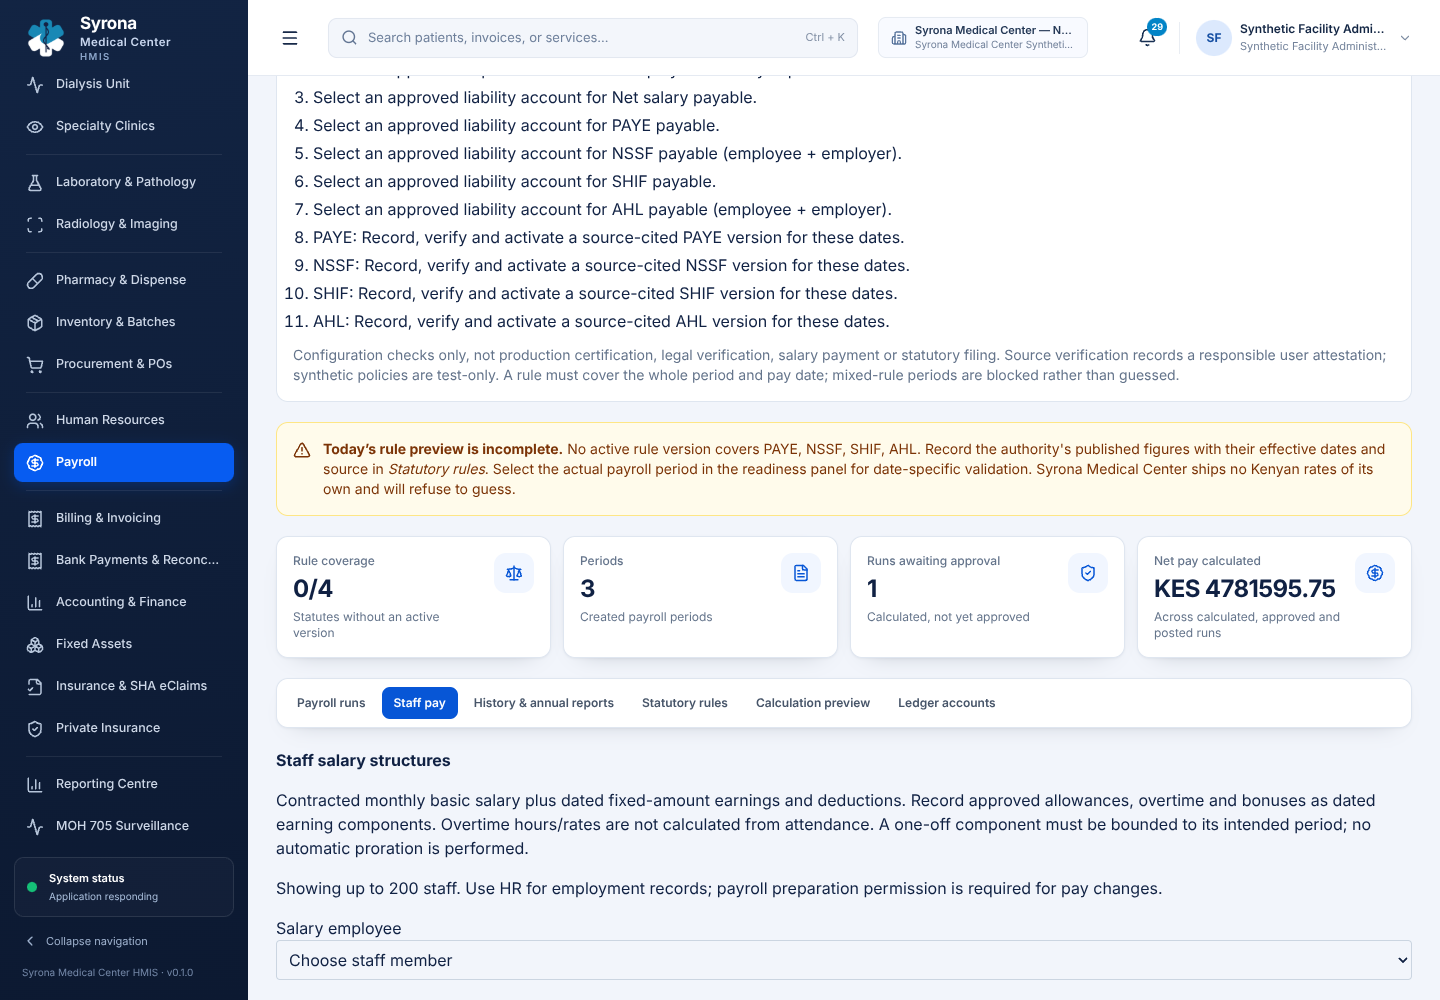 Syrona
Medical Center
HMIS
Dialysis Unit
Specialty Clinics
Laboratory & Pathology
Radiology & Imaging
Pharmacy & Dispense
Inventory & Batches
Procurement & POs
Human Resources
Payroll
Billing & Invoicing
Bank Payments & Reconc...
Accounting & Finance
Fixed Assets
Insurance & SHA eClaims
Private Insurance
Reporting Centre
MOH 705 Surveillance
System status
Application responding
Collapse navigation
Syrona Medical Center HMIS · v0.1.0
Search patients, invoices, or services...
Ctrl + K
Syrona Medical Center — N...
Syrona Medical Center Syntheti...
29
SF
Synthetic Facility Admi...
Synthetic Facility Administ...
3. Select an approved liability account for Net salary payable.
4. Select an approved liability account for PAYE payable.
5. Select an approved liability account for NSSF payable (employee + employer).
6. Select an approved liability account for SHIF payable.
7. Select an approved liability account for AHL payable (employee + employer).
8. PAYE: Record, verify and activate a source-cited PAYE version for these dates.
9. NSSF: Record, verify and activate a source-cited NSSF version for these dates.
10. SHIF: Record, verify and activate a source-cited SHIF version for these dates.
11. AHL: Record, verify and activate a source-cited AHL version for these dates.
Configuration checks only, not production certification, legal verification, salary payment or statutory filing. Source verification records a responsible user attestation;
synthetic policies are test-only. A rule must cover the whole period and pay date; mixed-rule periods are blocked rather than guessed.
Today's rule preview is incomplete. No active rule version covers PAYE, NSSF, SHIF, AHL. Record the authority's published figures with their effective dates and
source in Statutory rules. Select the actual payroll period in the readiness panel for date-specific validation. Syrona Medical Center ships no Kenyan rates of its
own and will refuse to guess.
Rule coverage
0/4
Statutes without an active
version
Periods
3
Created payroll periods
Runs awaiting approval
1
Calculated, not yet approved
Net pay calculated
KES 4781595.75
Across calculated, approved and
posted runs
Payroll runs
Staff pay
History & annual reports
Statutory rules
Calculation preview
Ledger accounts
Staff salary structures
Contracted monthly basic salary plus dated fixed-amount earnings and deductions. Record approved allowances, overtime and bonuses as dated
earning components. Overtime hours/rates are not calculated from attendance. A one-off component must be bounded to its intended period; no
automatic proration is performed.
Showing up to 200 staff. Use HR for employment records; payroll preparation permission is required for pay changes.
Salary employee
Choose staff member